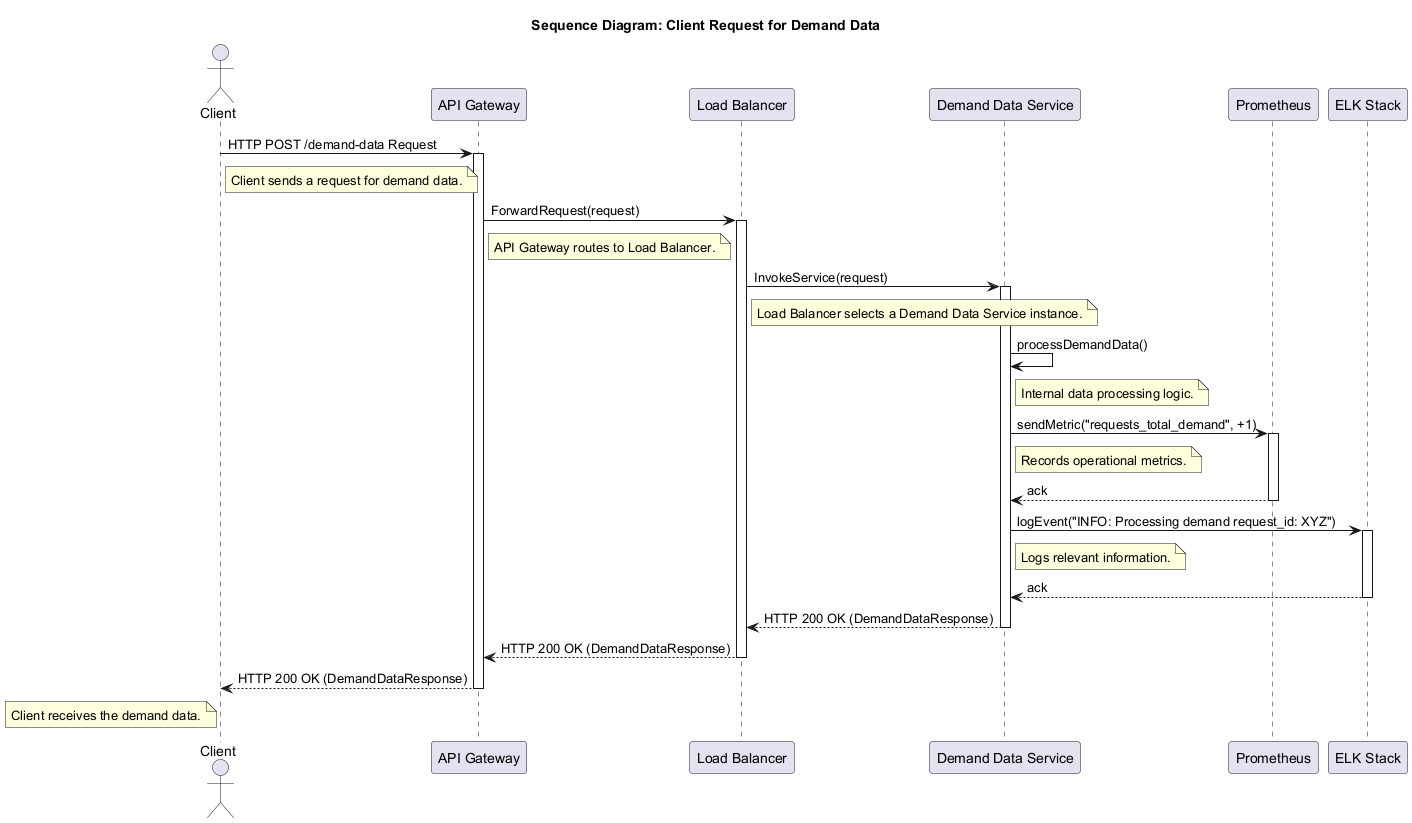 Sequence Diagram: Client Request for Demand Data
Client
API Gateway
Load Balancer
Demand Data Service
Prometheus
ELK Stack
HTTP POST /demand-data Request
Client sends a request for demand data.
ForwardRequest(request)
API Gateway routes to Load Balancer.
InvokeService(request)
Load Balancer selects a Demand Data Service instance.
processDemandData()
Internal data processing logic.
sendMetric("requests_total_demand", +1)
Records operational metrics.
ack
logEvent("INFO: Processing demand request_id: XYZ")
Logs relevant information.
ack
HTTP 200 OK (DemandDataResponse)
HTTP 200 OK (DemandDataResponse)
HTTP 200 OK (DemandDataResponse)
Client receives the demand data.
Client
API Gateway
Load Balancer
Demand Data Service
Prometheus
ELK Stack